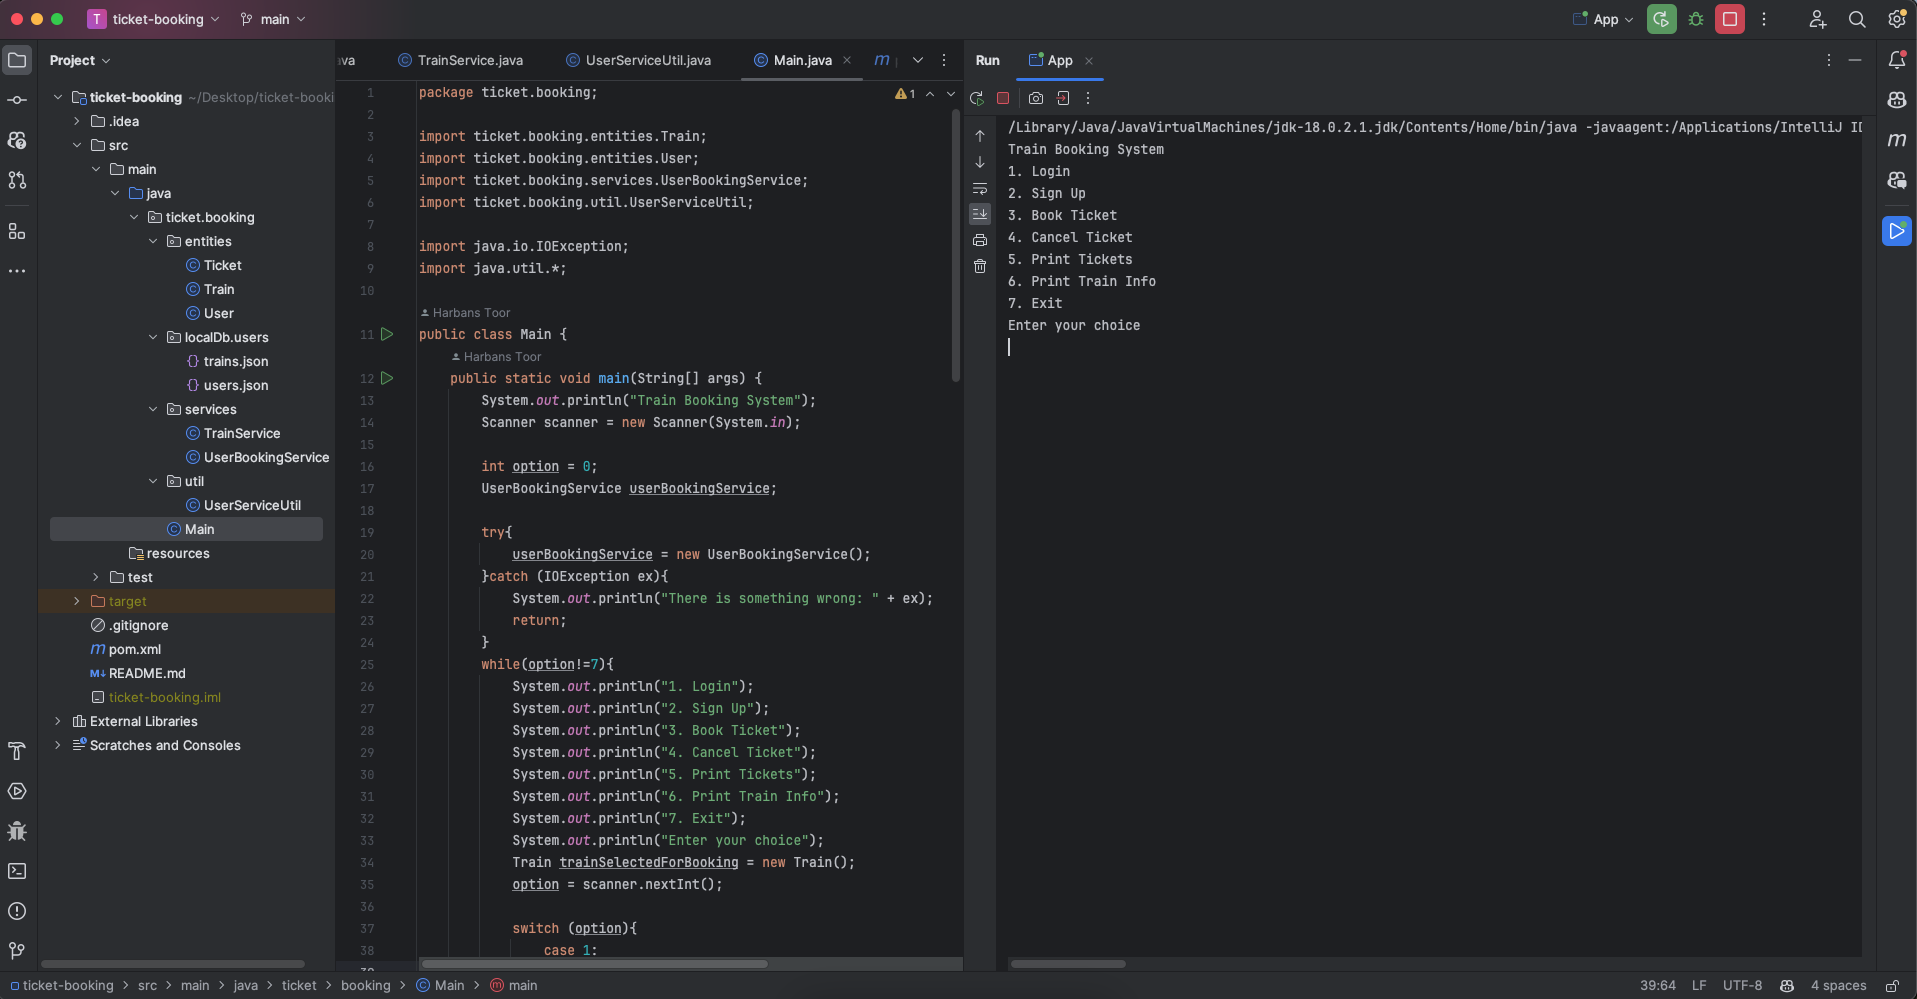 T ticket-booking
main
App
Project
ticket-booking ~/Desktop/ticket-booki
.idea
src
main
java
ticket.booking
entities
Ticket
Train
User
localDb.users
trains.json
users.json
services
TrainService
UserBookingService
util
UserServiceUtil
Main
resources
test
target
.gitignore
pom.xml
README.md
ticket-booking.iml
External Libraries
Scratches and Consoles
ava
TrainService.java
UserServiceUtil.java
Main.java
1 package ticket.booking;
2
3 import ticket.booking.entities.Train;
4 import ticket.booking.entities.User;
5 import ticket.booking.services.UserBookingService;
6 import ticket.booking.util.UserServiceUtil;
7
8 import java.io.IOException;
9 import java.util.*;
10
Harbans Toor
11 public class Main {
Harbans Toor
12 public static void main(String[] args) {
13 System.out.println("Train Booking System");
14 Scanner scanner = new Scanner(System.in);
15
16 int option = 0;
17 UserBookingService userBookingService;
18
19 try{
20 userBookingService = new UserBookingService();
21 }catch (IOException ex){
22 System.out.println("There is something wrong: " + ex);
23 return;
24 }
25 while(option!=7){
26 System.out.println("1. Login");
27 System.out.println("2. Sign Up");
28 System.out.println("3. Book Ticket");
29 System.out.println("4. Cancel Ticket");
30 System.out.println("5. Print Tickets");
31 System.out.println("6. Print Train Info");
32 System.out.println("7. Exit");
33 System.out.println("Enter your choice");
34 Train trainSelectedForBooking = new Train();
35 option = scanner.nextInt();
36
37 switch (option){
38 case 1:
1
Run
App
/Library/Java/JavaVirtualMachines/jdk-18.0.2.1.jdk/Contents/Home/bin/java -javaagent:/Applications/IntelliJ ID
Train Booking System
1. Login
2. Sign Up
3. Book Ticket
4. Cancel Ticket
5. Print Tickets
6. Print Train Info
7. Exit
Enter your choice
ticket-booking > src > main > java > ticket > booking > Main > main
39:64 LF UTF-8 4 spaces